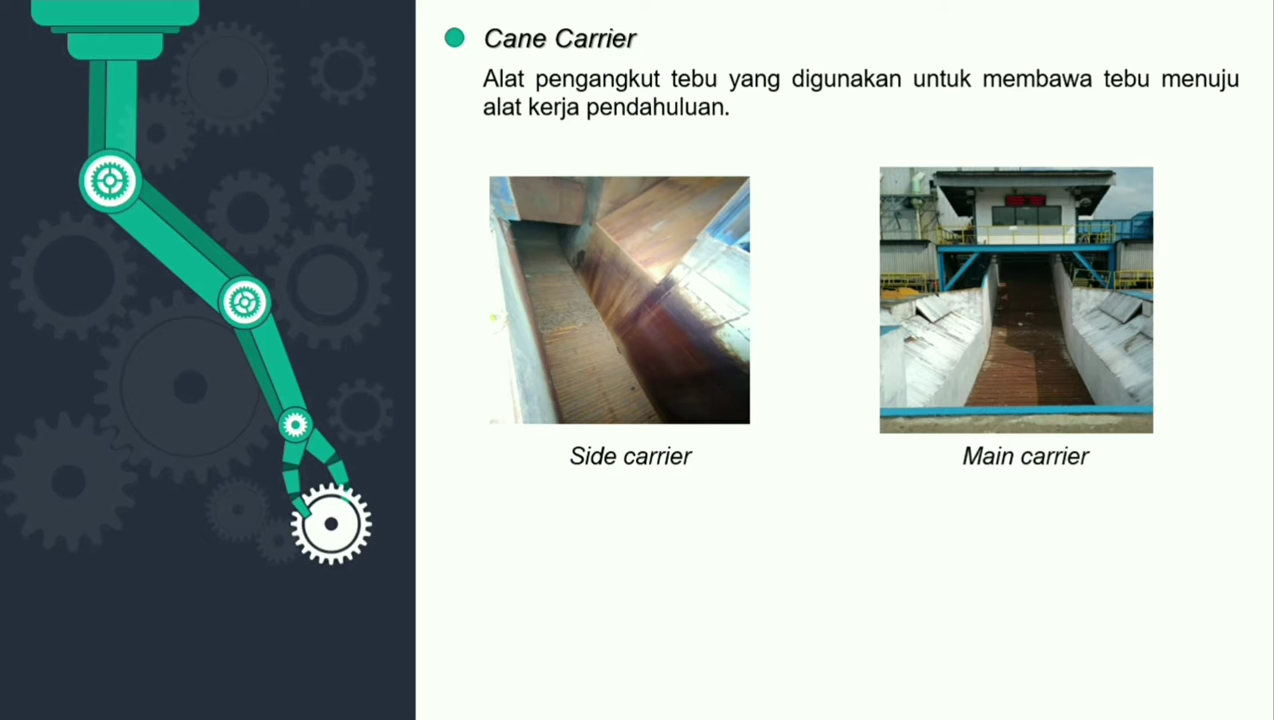 Cane Carrier
Alat pengangkut tebu yang digunakan untuk membawa tebu menuju
alat kerja pendahuluan.
Side carrier
Main carrier